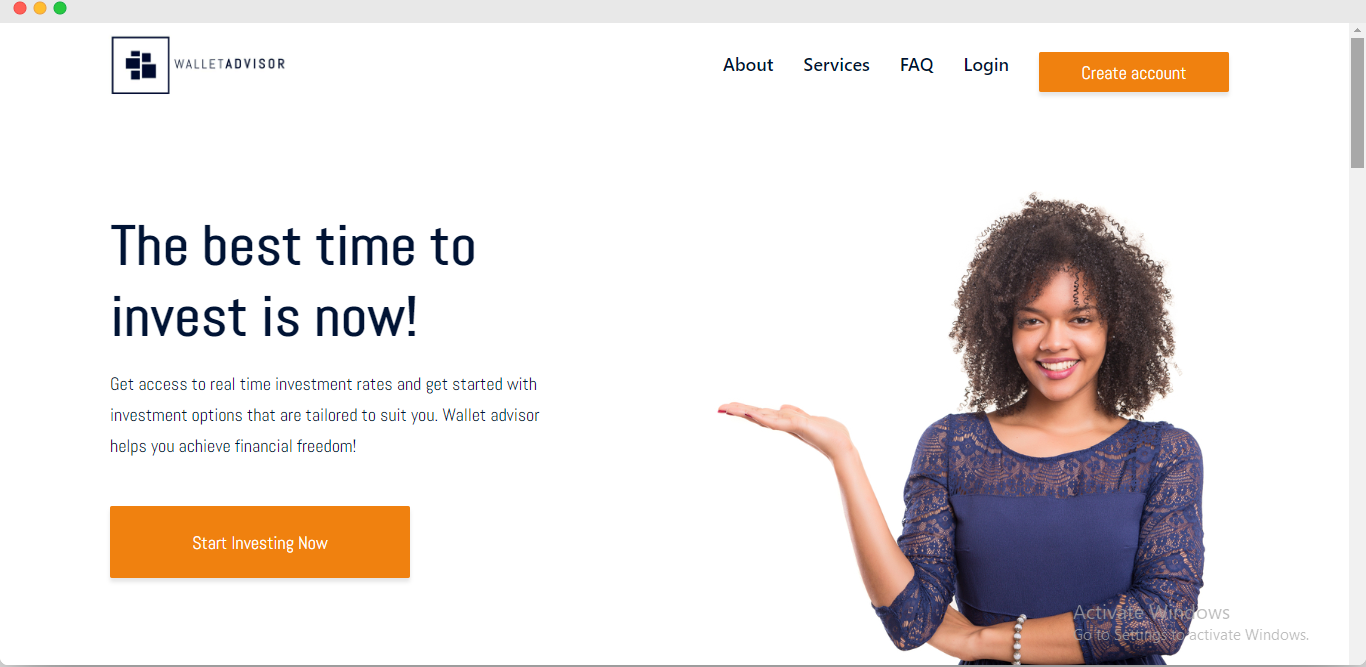 WALLETADVISOR
About Services FAQ Login Create account
The best time to
invest is now!
Get access to real time investment rates and get started with
investment options that are tailored to suit you. Wallet advisor
helps you achieve financial freedom!
Start Investing Now
Activate Windows
Go to Settings to activate Windows.